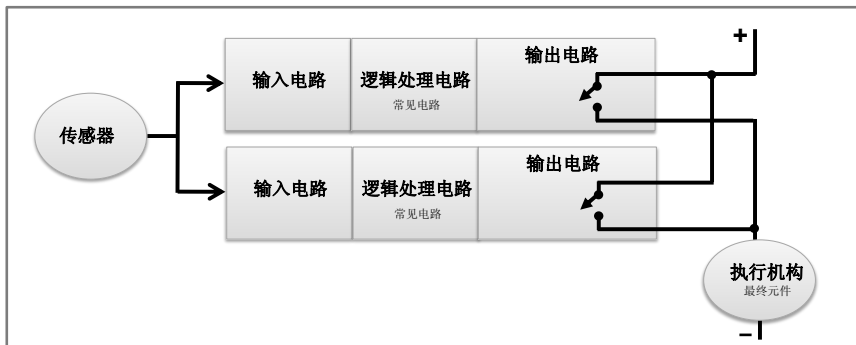 +
输入电路
逻辑处理电路
常见电路
输出电路
传感器
输入电路
逻辑处理电路
常见电路
输出电路
执行机构
最终元件
–